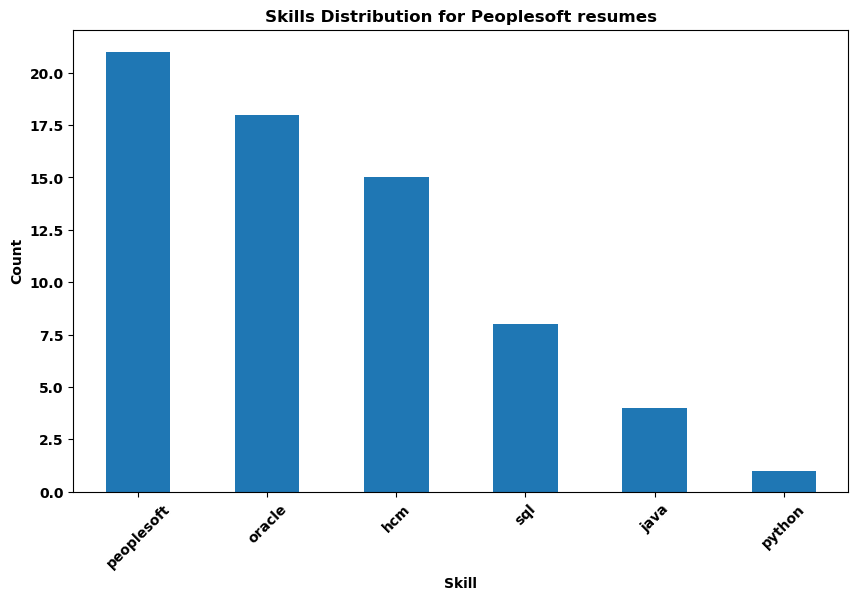 Skills Distribution for Peoplesoft resumes
20.0
17.5
15.0
12.5
10.0
7.5
5.0
2.5
0.0
Count
peoplesoft
oracle
hcm
sql
java
python
Skill